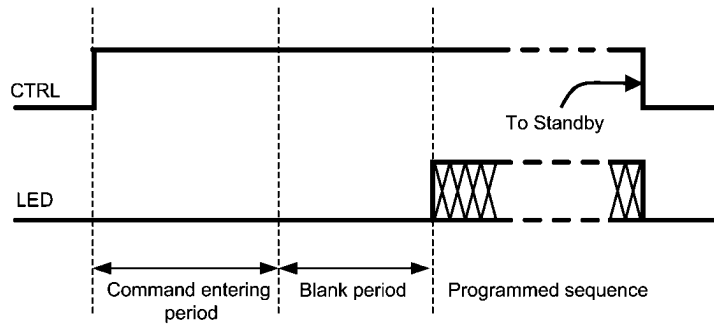 CTRL
To Standby
LED
Command entering
period
Blank period
Programmed sequence